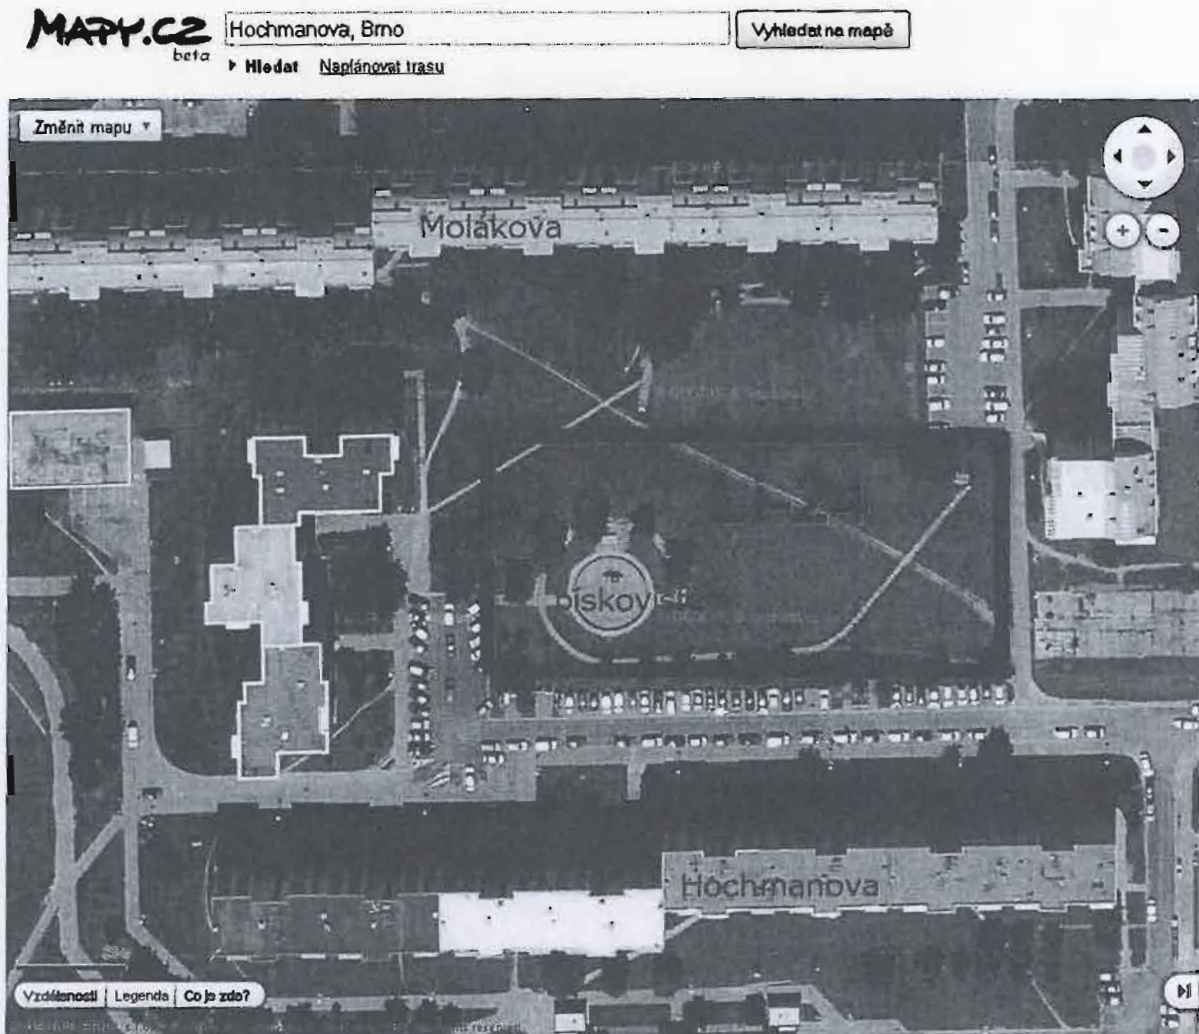 MAPY.CZ
beta
Hochmanova, Brno
Vyhledat na mapě
Hledat Naplánovat trasu
Změnit mapu
Molákova
pískoviště
Hochmanova
Vzdálenosti Legenda Co je zde?